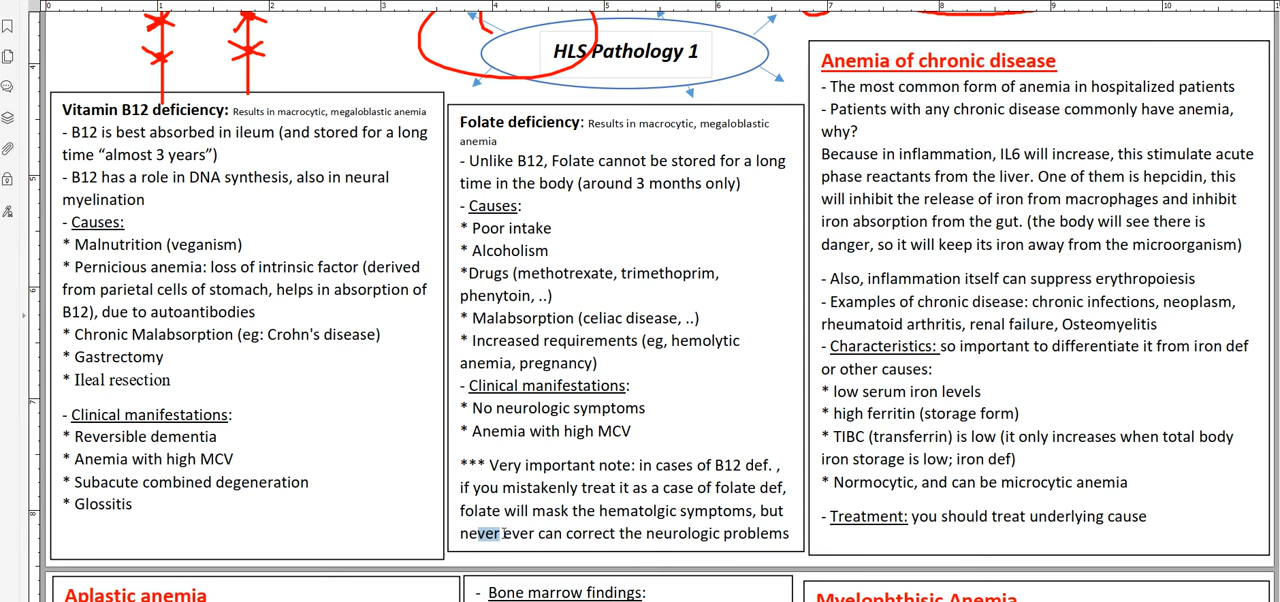 HLS Pathology 1
Vitamin B12 deficiency: Results in macrocytic, megaloblastic anemia
- B12 is best absorbed in ileum (and stored for a long
time “almost 3 years”)
- B12 has a role in DNA synthesis, also in neural
myelination
- Causes:
* Malnutrition (veganism)
* Pernicious anemia: loss of intrinsic factor (derived
from parietal cells of stomach, helps in absorption of
B12), due to autoantibodies
* Chronic Malabsorption (eg: Crohn's disease)
* Gastrectomy
* Ileal resection
- Clinical manifestations:
* Reversible dementia
* Anemia with high MCV
* Subacute combined degeneration
* Glossitis
Folate deficiency: Results in macrocytic, megaloblastic
anemia
- Unlike B12, Folate cannot be stored for a long
time in the body (around 3 months only)
- Causes:
* Poor intake
* Alcoholism
*Drugs (methotrexate, trimethoprim,
phenytoin, ..)
* Malabsorption (celiac disease, ..)
* Increased requirements (eg, hemolytic
anemia, pregnancy)
- Clinical manifestations:
* No neurologic symptoms
* Anemia with high MCV
*** Very important note: in cases of B12 def. ,
if you mistakenly treat it as a case of folate def,
folate will mask the hematolgic symptoms, but
never ever can correct the neurologic problems
Anemia of chronic disease
- The most common form of anemia in hospitalized patients
- Patients with any chronic disease commonly have anemia,
why?
Because in inflammation, IL6 will increase, this stimulate acute
phase reactants from the liver. One of them is hepcidin, this
will inhibit the release of iron from macrophages and inhibit
iron absorption from the gut. (the body will see there is
danger, so it will keep its iron away from the microorganism)
- Also, inflammation itself can suppress erythropoiesis
- Examples of chronic disease: chronic infections, neoplasm,
rheumatoid arthritis, renal failure, Osteomyelitis
- Characteristics: so important to differentiate it from iron def
or other causes:
* low serum iron levels
* high ferritin (storage form)
* TIBC (transferrin) is low (it only increases when total body
iron storage is low; iron def)
* Normocytic, and can be microcytic anemia
- Treatment: you should treat underlying cause
Aplastic anemia
- Bone marrow findings:
Myelophthisic Anemia